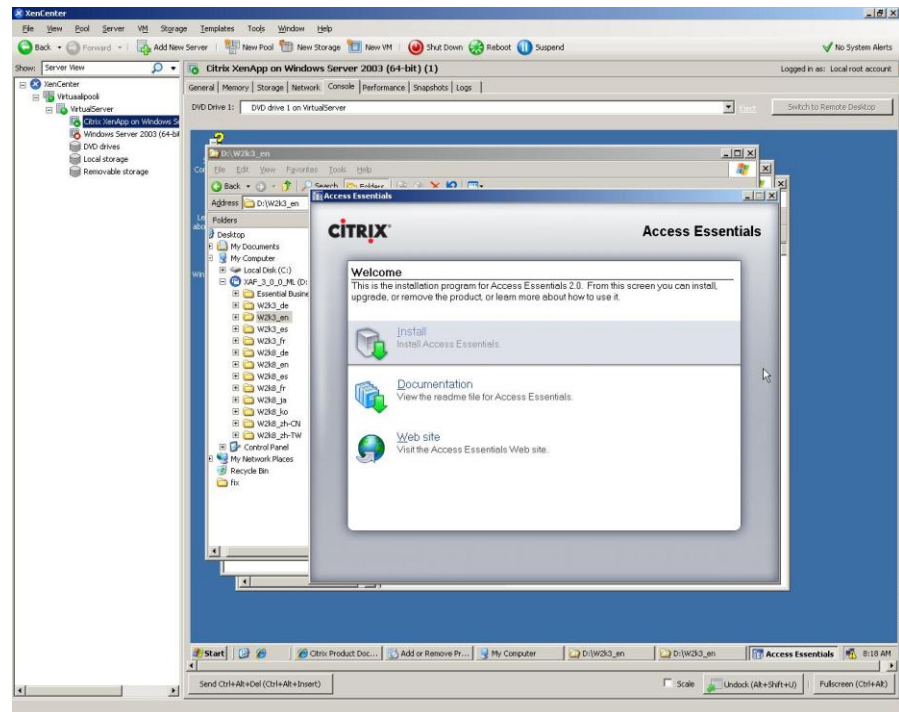 XenCenter
File View Pool Server VM Storage Templates Tools Window Help
Back Forward Add New Server New Pool New Storage New VM Shut Down Reboot Suspend No System Alerts
Show: Server View Citrix XenApp on Windows Server 2003 (64-bit) (1) Logged in as: Local root account
XenCenter
Virtuaalipooli
VirtualServer
Citrix XenApp on Windows S
Windows Server 2003 (64-bi
DVD drives
Local storage
Removable storage
General Memory Storage Network Console Performance Snapshots Logs
DVD Drive 1: DVD drive 1 on VirtualServer Eject Switch to Remote Desktop
D:\W2k3_en
File Edit View Favorites Tools Help
Back Search Folders
Address D:\W2k3_en
Folders
Desktop
My Documents
My Computer
Local Disk (C:)
XAF_3_0_0_ML (D:
Essential Busine
W2k3_de
W2k3_en
W2k3_es
W2k3_fr
W2k8_de
W2k8_en
W2k8_es
W2k8_fr
W2k8_ja
W2k8_ko
W2k8_zh-CN
W2k8_zh-TW
Control Panel
My Network Places
Recycle Bin
fix
Access Essentials
CITRIX Access Essentials
Welcome
This is the installation program for Access Essentials 2.0. From this screen you can install,
upgrade, or remove the product, or learn more about how to use it.
Install
Install Access Essentials.
Documentation
View the readme file for Access Essentials.
Web site
Visit the Access Essentials Web site.
Start Citrix Product Doc... Add or Remove Pr... My Computer D:\W2k3_en D:\W2k3_en Access Essentials 8:18 AM
Send Ctrl+Alt+Del (Ctrl+Alt+Insert) Scale Undock (Alt+Shift+U) Fullscreen (Ctrl+Alt)